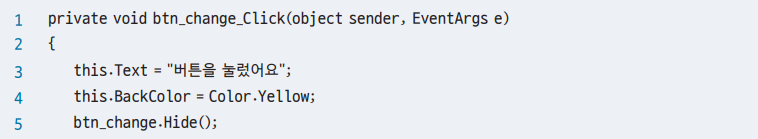 1 private void btn_change_Click(object sender, EventArgs e)
2 {
3 this.Text = "버튼을 눌렀어요";
4 this.BackColor = Color.Yellow;
5 btn_change.Hide();